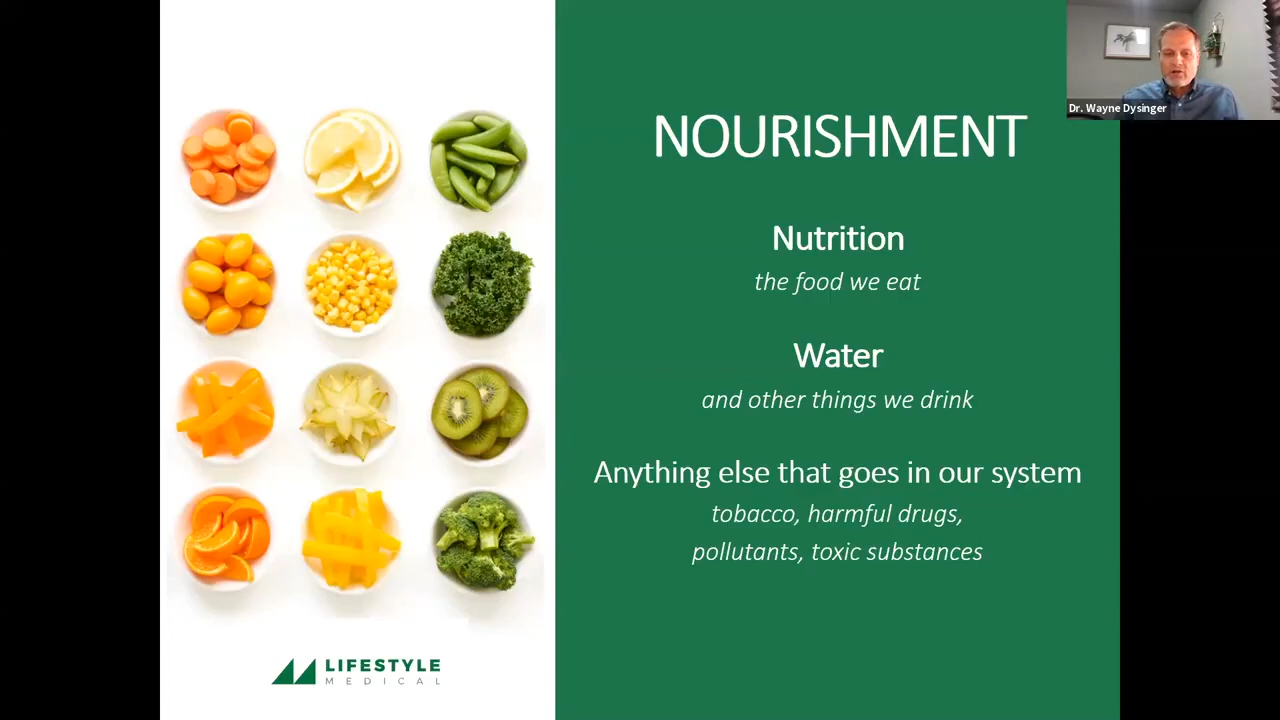 Dr. Wayne Dysinger
NOURISHMENT
Nutrition
the food we eat
Water
and other things we drink
Anything else that goes in our system
tobacco, harmful drugs,
pollutants, toxic substances
LIFESTYLE
MEDICAL